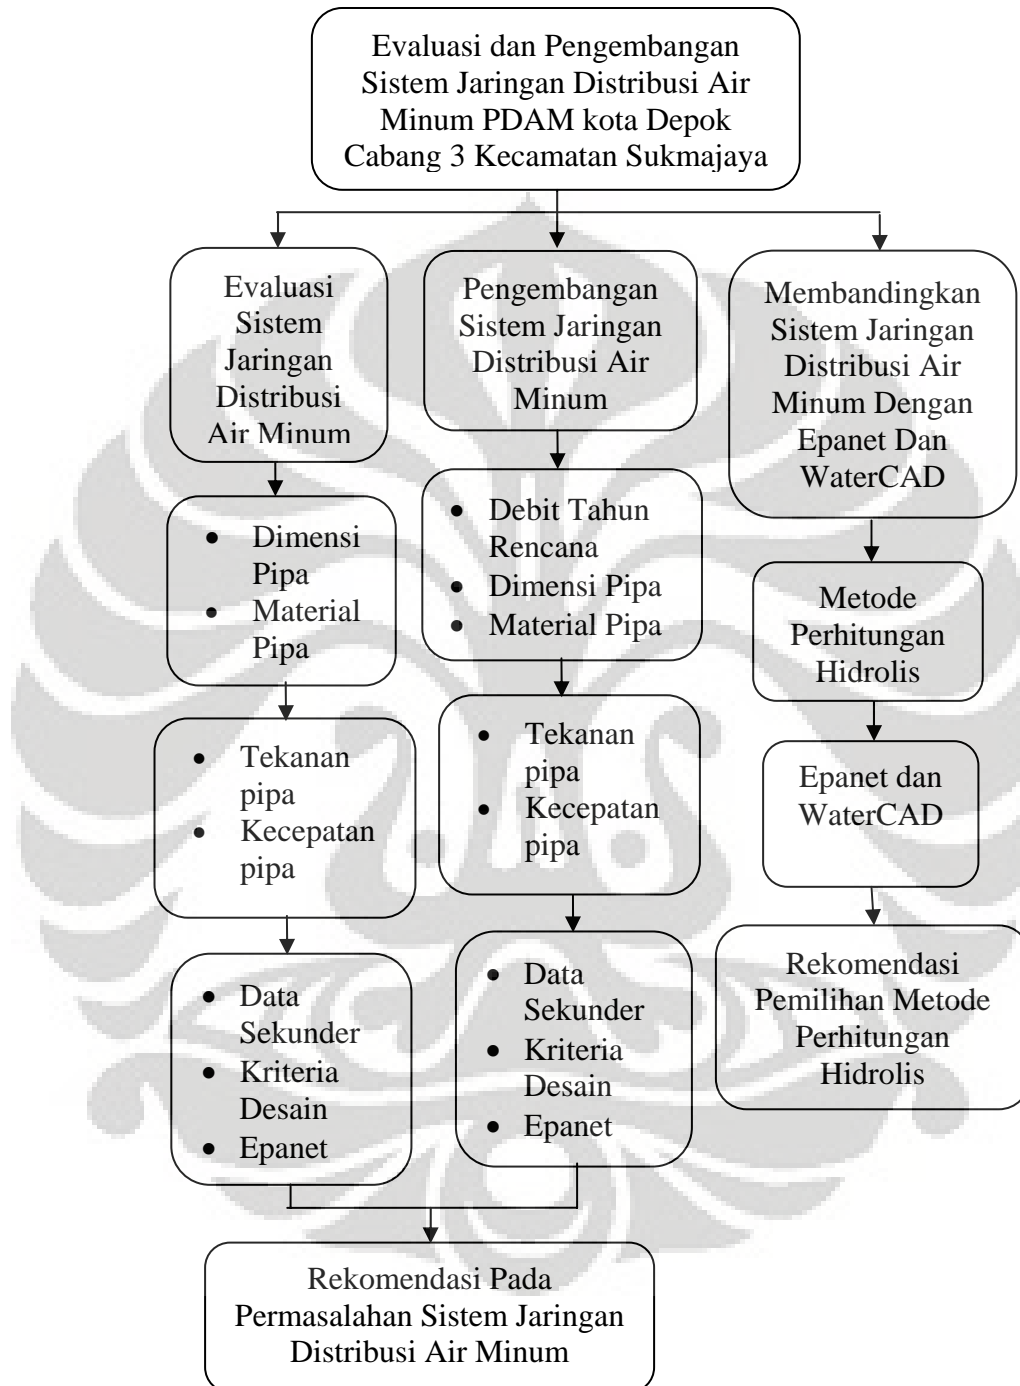 Evaluasi dan Pengembangan
Sistem Jaringan Distribusi Air
Minum PDAM kota Depok
Cabang 3 Kecamatan Sukmajaya
Evaluasi
Sistem
Jaringan
Distribusi
Air Minum
Pengembangan
Sistem Jaringan
Distribusi Air
Minum
Membandingkan
Sistem Jaringan
Distribusi Air
Minum Dengan
Epanet Dan
WaterCAD
• Dimensi
Pipa
• Material
Pipa
• Debit Tahun
Rencana
• Dimensi Pipa
• Material Pipa
Metode
Perhitungan
Hidrolis
• Tekanan
pipa
• Kecepatan
pipa
• Tekanan
pipa
• Kecepatan
pipa
Epanet dan
WaterCAD
• Data
Sekunder
• Kriteria
Desain
• Epanet
• Data
Sekunder
• Kriteria
Desain
• Epanet
Rekomendasi
Pemilihan Metode
Perhitungan
Hidrolis
Rekomendasi Pada
Permasalahan Sistem Jaringan
Distribusi Air Minum